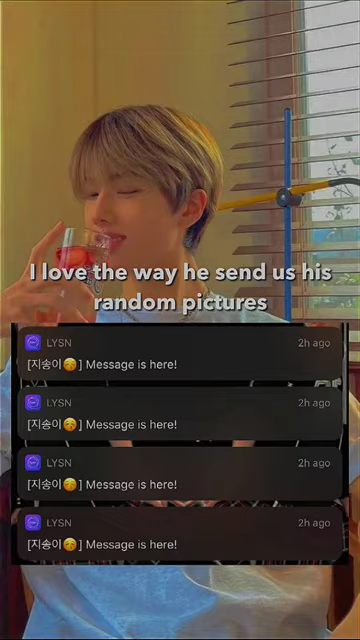 I love the way he send us his
random pictures
LYSN 2h ago
[지송이😚] Message is here!
LYSN 2h ago
[지송이😚] Message is here!
LYSN 2h ago
[지송이😚] Message is here!
LYSN 2h ago
[지송이😚] Message is here!